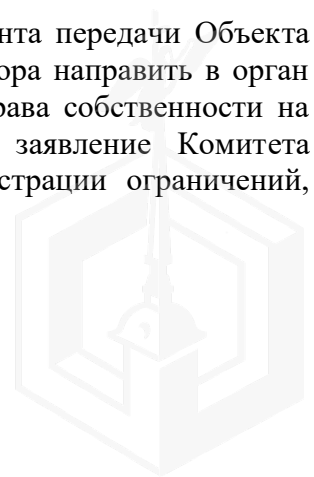 нта передачи Объекта
ора направить в орган
рава собственности на
заявление Комитета
страции ограничений,